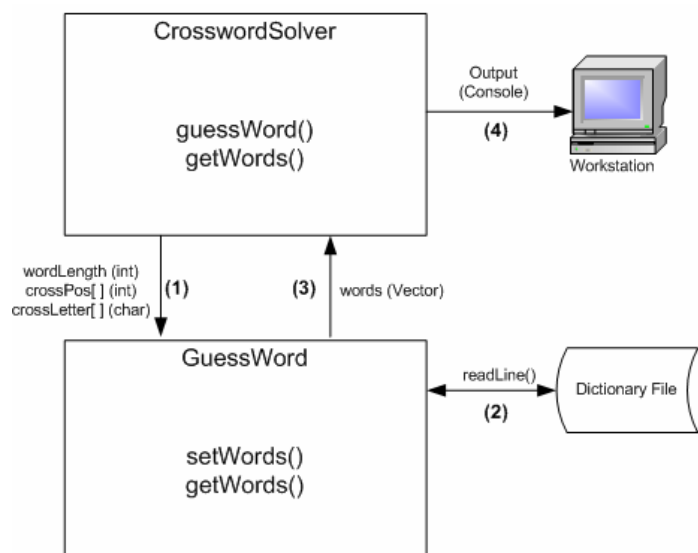 CrosswordSolver
guessWord()
getWords()
Output
(Console)
(4)
Workstation
wordLength (int)
crossPos[ ] (int)
crossLetter[ ] (char)
(1)
(3)
words (Vector)
GuessWord
setWords()
getWords()
readLine()
(2)
Dictionary File